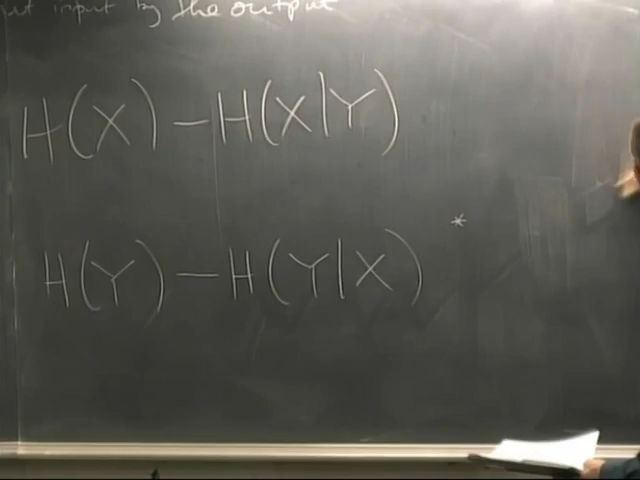 input by the output
H(X) - H(X|Y)
*
H(Y) - H(Y|X)